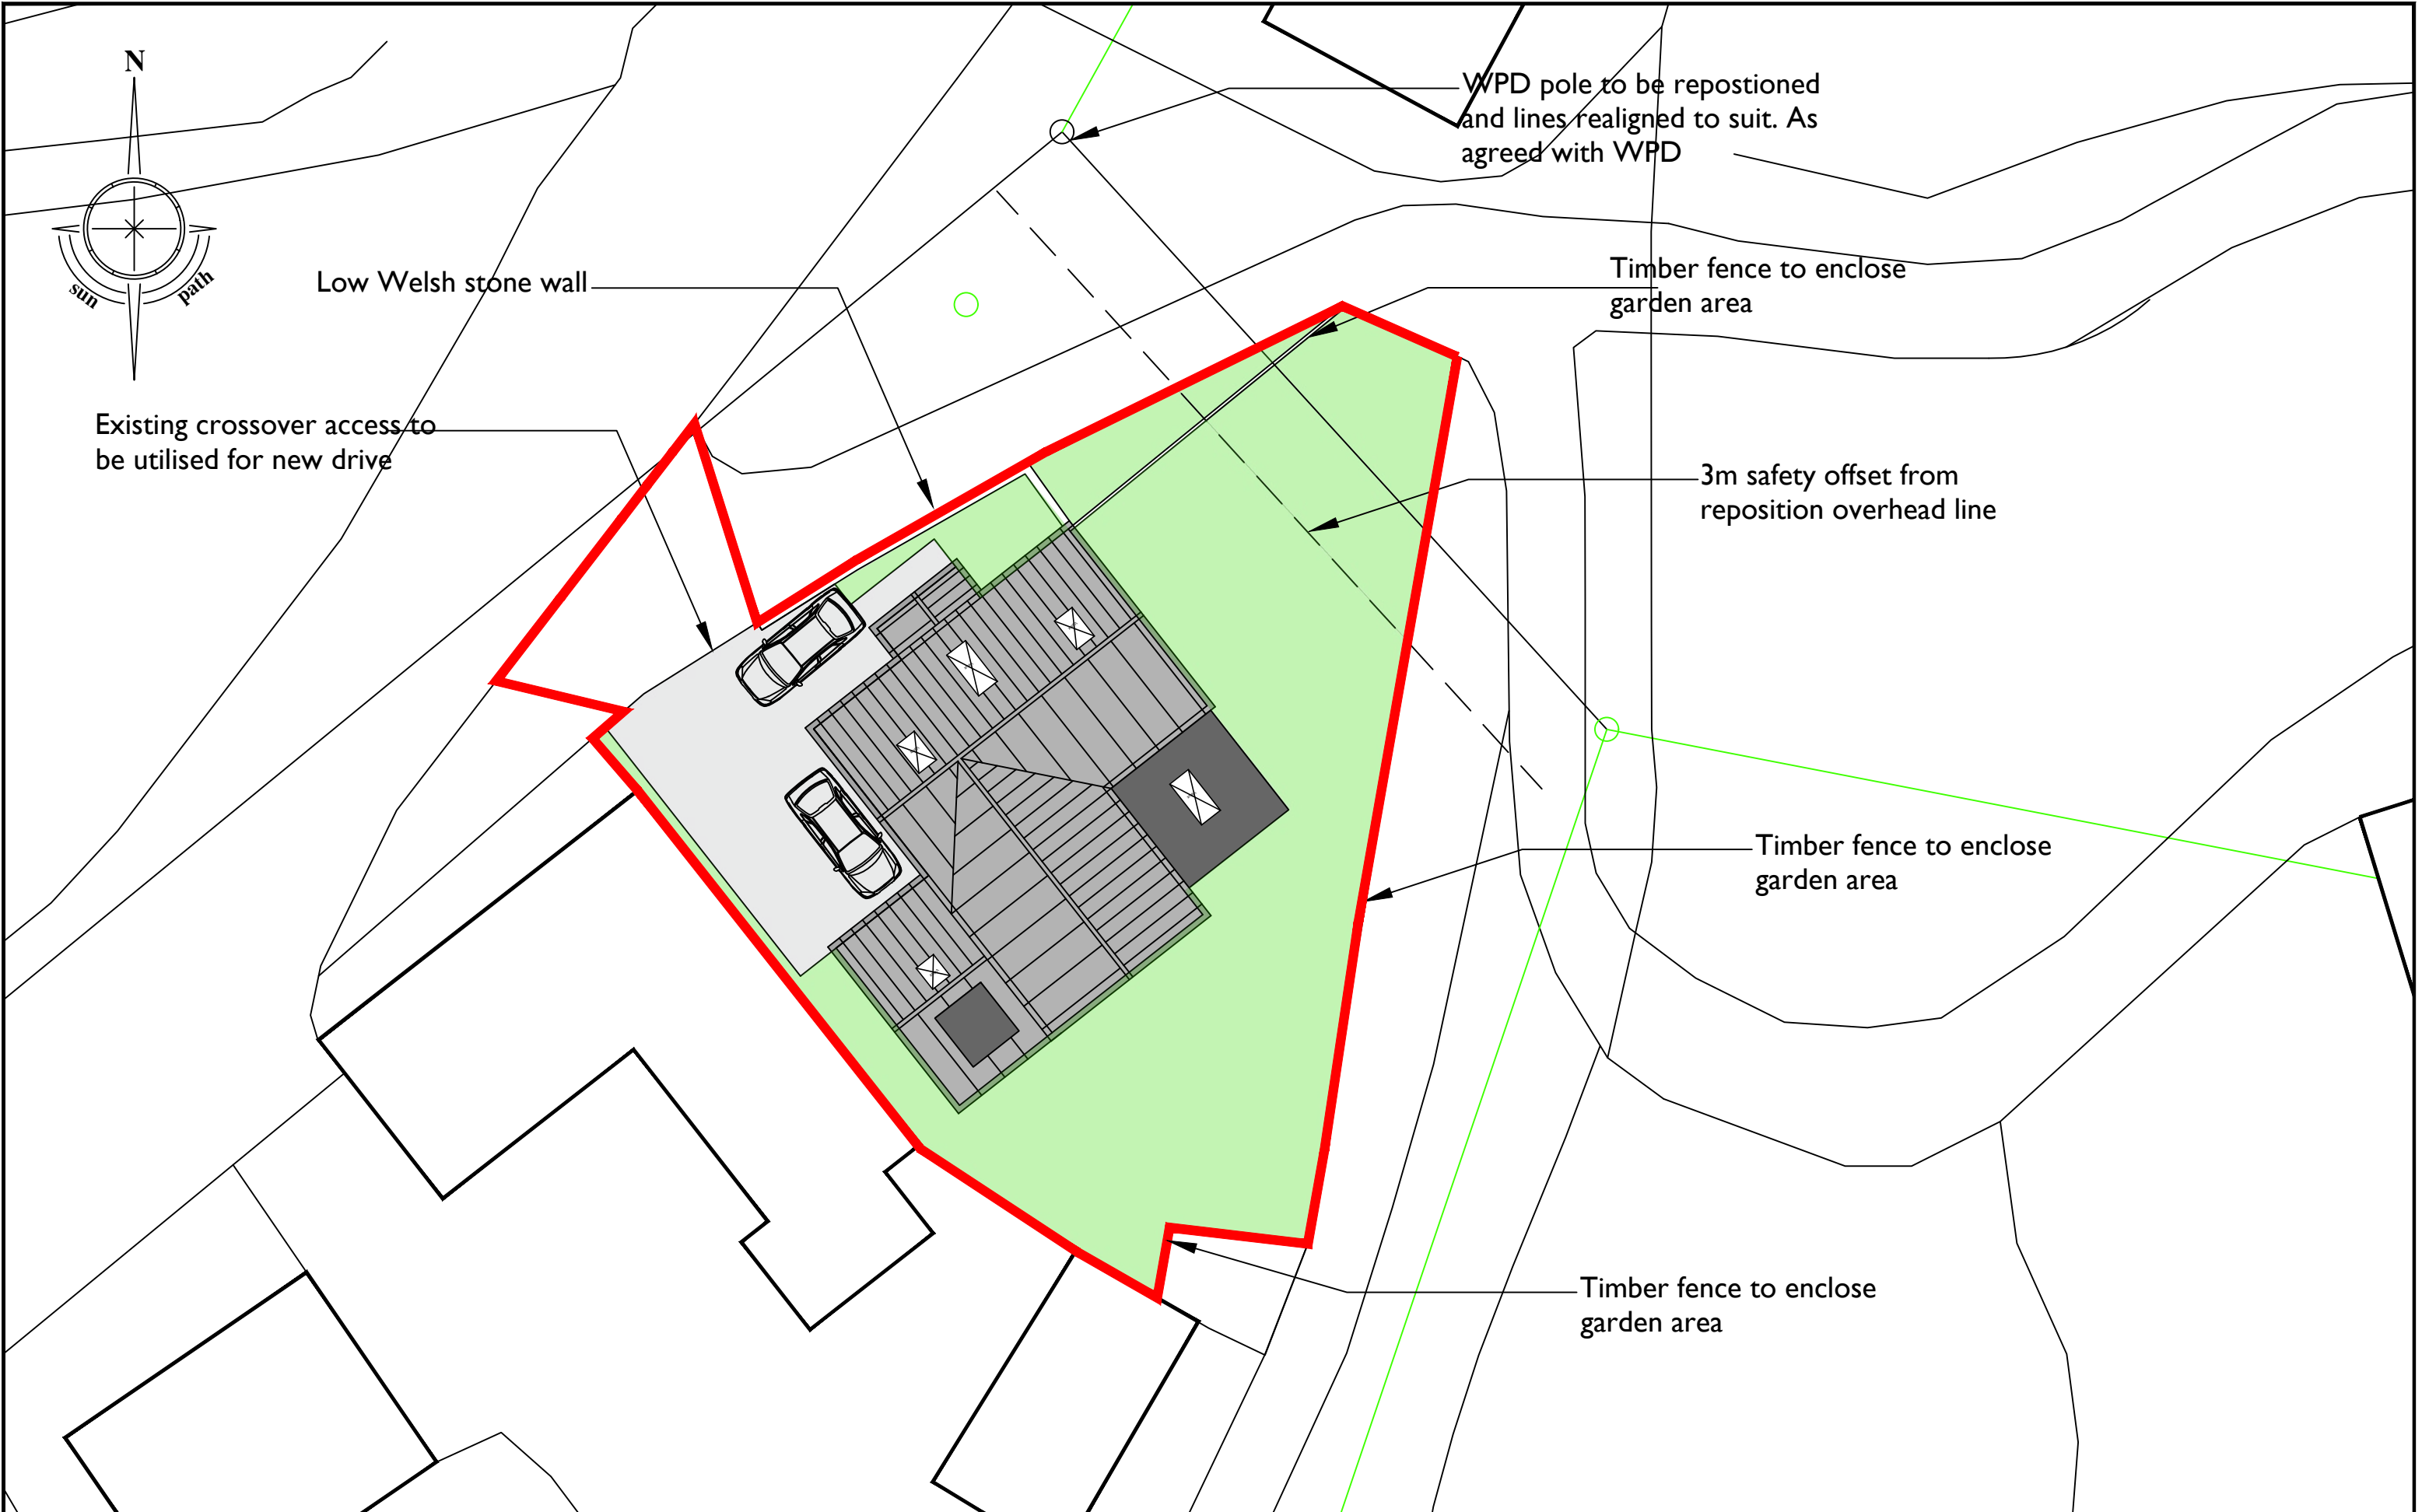 N
WPD pole to be repostioned
and lines realigned to suit. As
agreed with WPD
Low Welsh stone wall
sun path
Timber fence to enclose
garden area
Existing crossover access to
be utilised for new drive
3m safety offset from
reposition overhead line
Timber fence to enclose
garden area
Timber fence to enclose
garden area